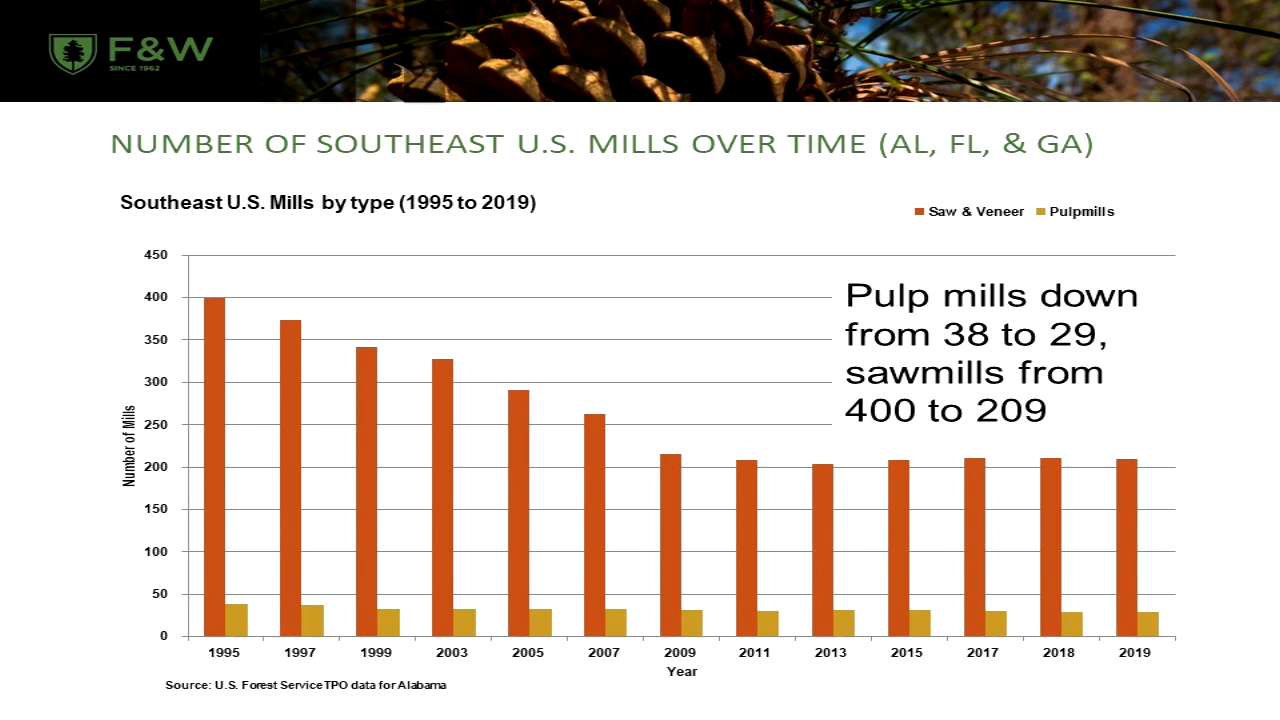 F&W
SINCE 1962
NUMBER OF SOUTHEAST U.S. MILLS OVER TIME (AL, FL, & GA)
Southeast U.S. Mills by type (1995 to 2019)
Saw & Veneer Pulpmills
450
400
350
300
250
200
150
100
50
0
Number of Mills
Pulp mills down
from 38 to 29,
sawmills from
400 to 209
1995 1997 1999 2003 2005 2007 2009 2011 2013 2015 2017 2018 2019
Year
Source: U.S. Forest Service TPO data for Alabama